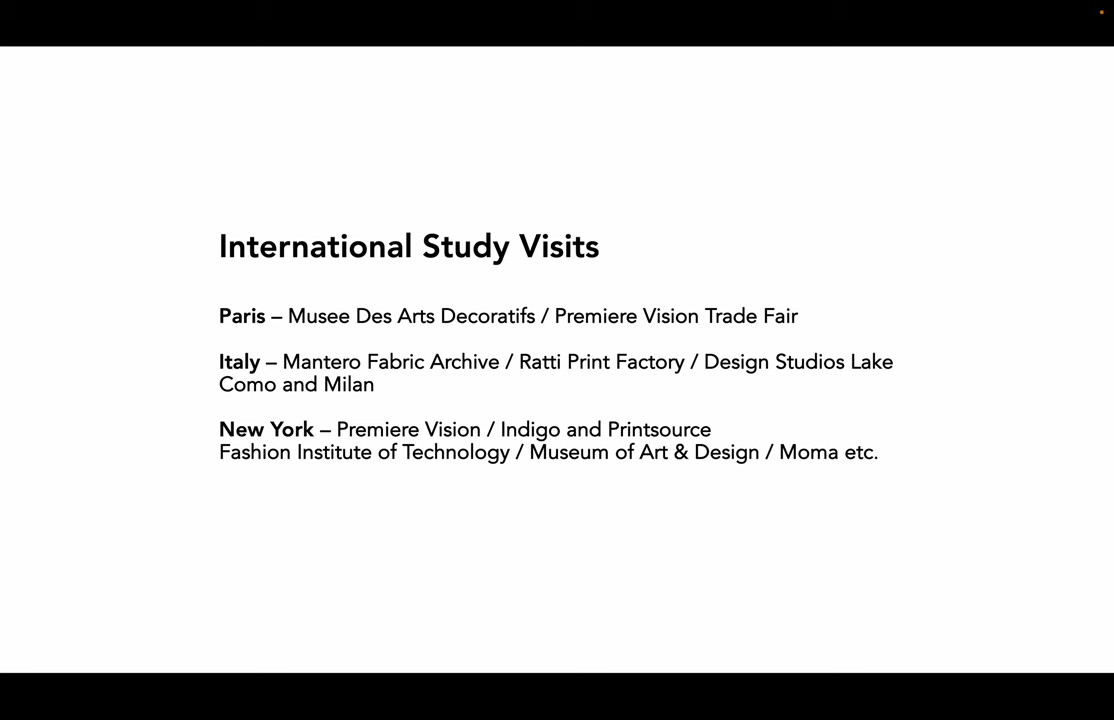 International Study Visits
Paris – Musee Des Arts Decoratifs / Premiere Vision Trade Fair
Italy – Mantero Fabric Archive / Ratti Print Factory / Design Studios Lake
Como and Milan
New York – Premiere Vision / Indigo and Printsource
Fashion Institute of Technology / Museum of Art & Design / Moma etc.